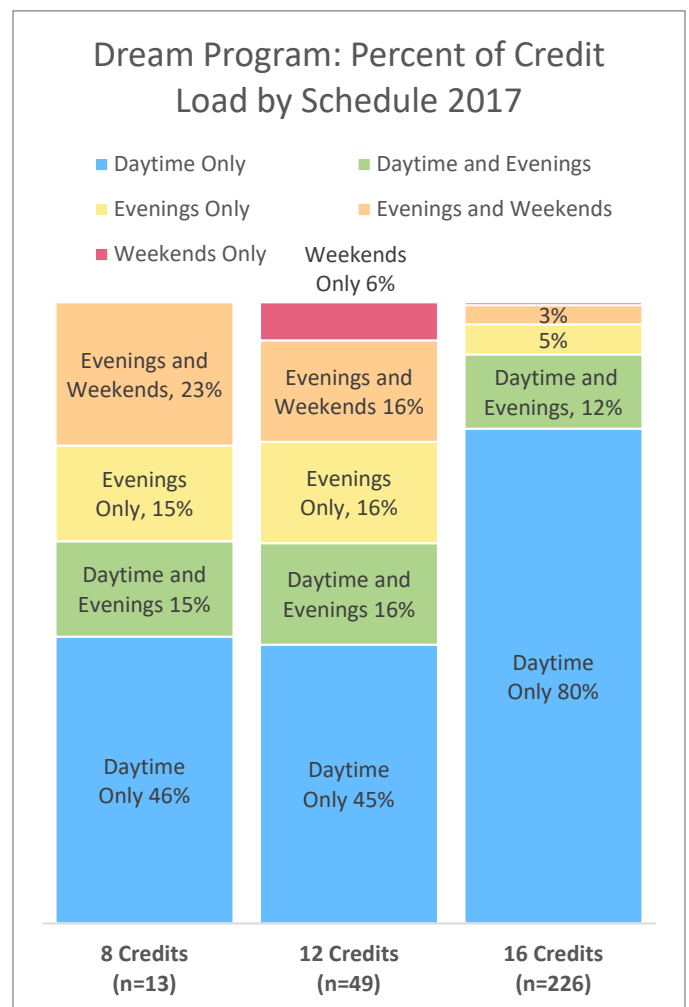 Dream Program: Percent of Credit
Load by Schedule 2017
Daytime Only
Daytime and Evenings
Evenings Only
Evenings and Weekends
Weekends Only
Weekends
Only 6%
Evenings and
Weekends, 23%
Evenings
Only, 15%
Daytime and
Evenings 15%
Daytime
Only 46%
Evenings and
Weekends 16%
Evenings
Only, 16%
Daytime and
Evenings 16%
Daytime
Only 45%
3%
5%
Daytime and
Evenings, 12%
Daytime
Only 80%
8 Credits
(n=13)
12 Credits
(n=49)
16 Credits
(n=226)